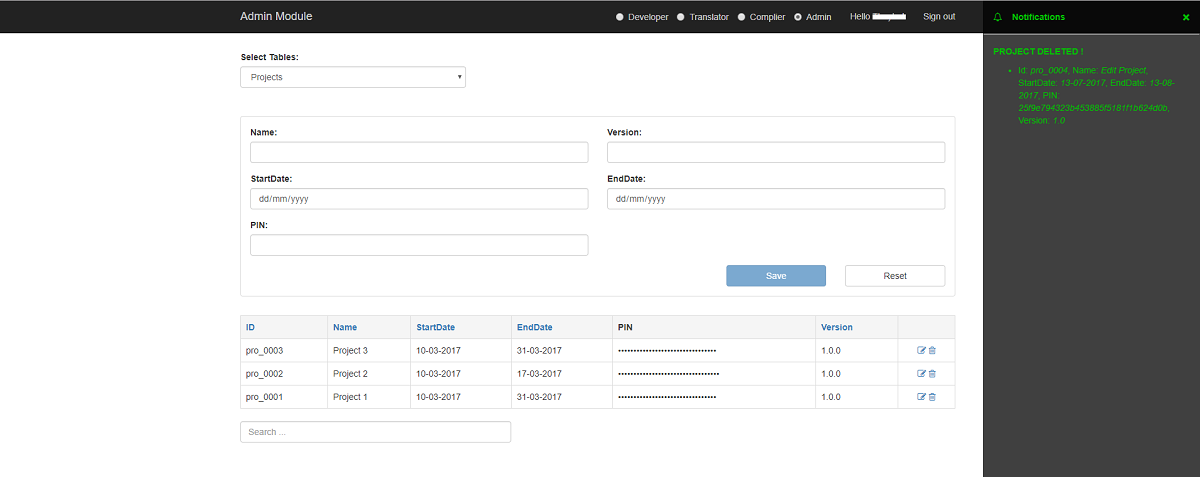 Admin Module
Developer Translator Complier Admin Hello Sign out
Notifications
PROJECT DELETED !
Id: pro_0004, Name: Edit Project,
StartDate: 13-07-2017, EndDate: 13-08-
2017, PIN:
25f9e794323b453885f5181f1b624d0b,
Version: 1.0
Select Tables:
Projects
Name: Version:
StartDate: EndDate:
dd/mm/yyyy dd/mm/yyyy
PIN:
Save Reset
ID Name StartDate EndDate PIN Version
pro_0003 Project 3 10-03-2017 31-03-2017 •••••••••••••••••••••••••••••••• 1.0.0
pro_0002 Project 2 10-03-2017 17-03-2017 ••••••••••••••••••••••••••••••••• 1.0.0
pro_0001 Project 1 10-03-2017 31-03-2017 •••••••••••••••••••••••••••••••• 1.0.0
Search ...